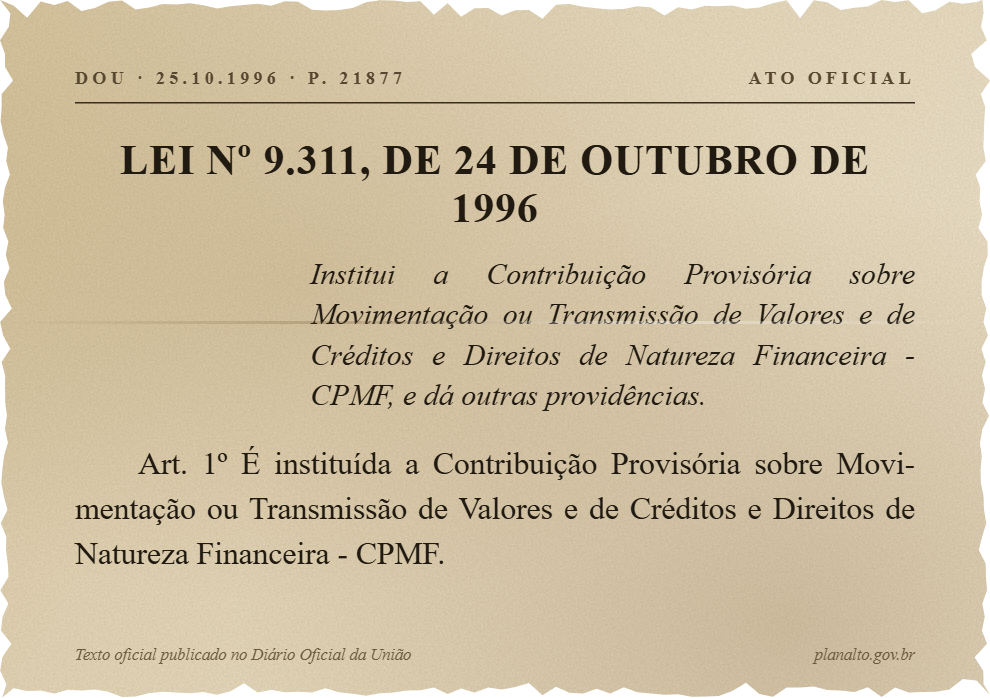 DOU · 25.10.1996 · P. 21877
ATO OFICIAL
LEI Nº 9.311, DE 24 DE OUTUBRO DE
1996
Institui a Contribuição Provisória sobre
Movimentação ou Transmissão de Valores e de
Créditos e Direitos de Natureza Financeira -
CPMF, e dá outras providências.
Art. 1º É instituída a Contribuição Provisória sobre Movi-
mentação ou Transmissão de Valores e de Créditos e Direitos de
Natureza Financeira - CPMF.
Texto oficial publicado no Diário Oficial da União
planalto.gov.br